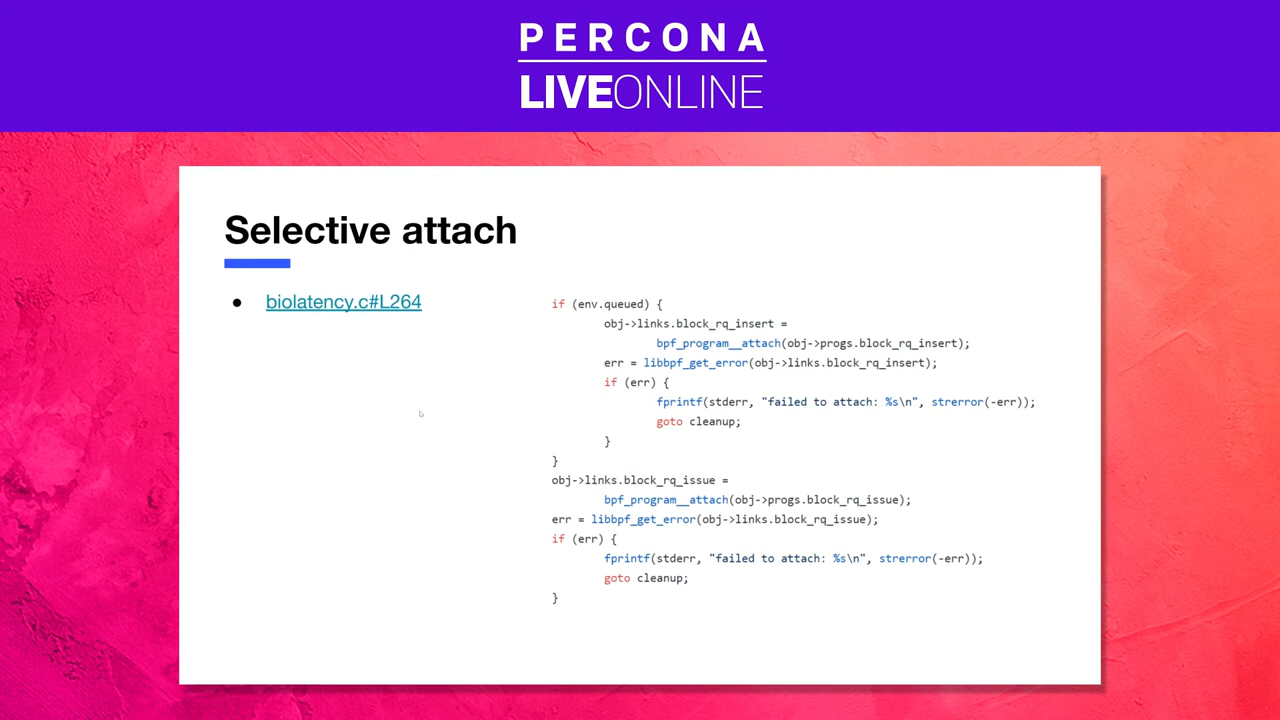 PERCONA
LIVEONLINE
Selective attach
● biolatency.c#L264
if (env.queued) {
obj->links.block_rq_insert =
bpf_program__attach(obj->progs.block_rq_insert);
err = libbpf_get_error(obj->links.block_rq_insert);
if (err) {
fprintf(stderr, "failed to attach: %s\n", strerror(-err));
goto cleanup;
}
}
obj->links.block_rq_issue =
bpf_program__attach(obj->progs.block_rq_issue);
err = libbpf_get_error(obj->links.block_rq_issue);
if (err) {
fprintf(stderr, "failed to attach: %s\n", strerror(-err));
goto cleanup;
}